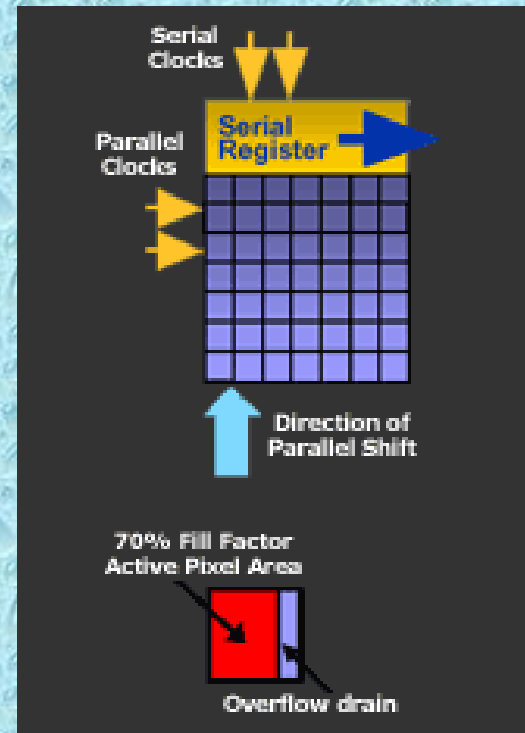 Serial
Clocks
Serial
Register
Parallel
Clocks
Direction of
Parallel Shift
70% Fill Factor
Active Pixel Area
Overflow drain